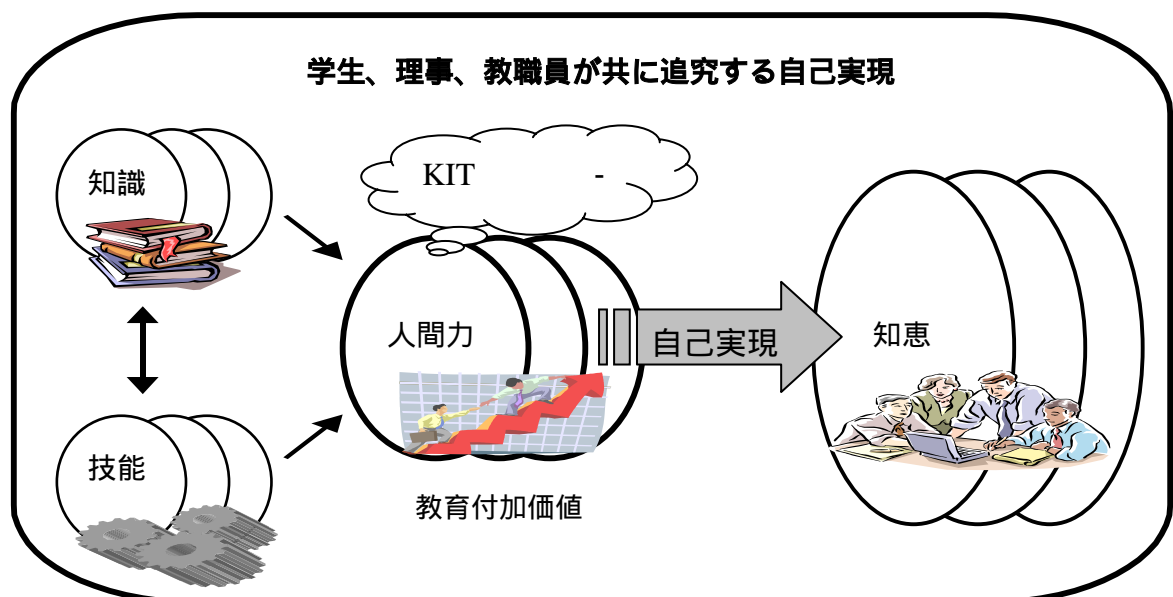 学生、理事、教職員が共に追究する自己実現
知識
KIT -
人間力
自己実現
知恵
技能
教育付加価値